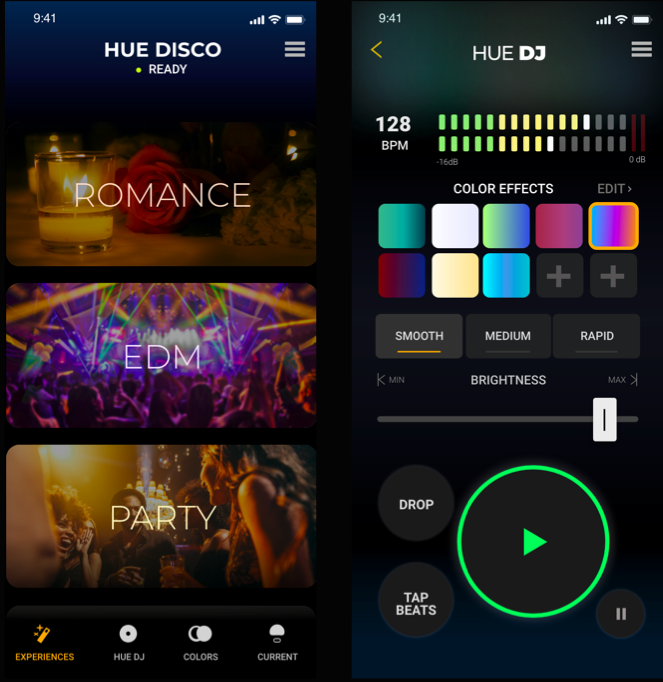 9:41
HUE DISCO
READY
ROMANCE
EDM
PARTY
EXPERIENCES
HUE DJ
COLORS
CURRENT
9:41
HUE DJ
128
BPM
-16dB
0 dB
COLOR EFFECTS
EDIT ›
SMOOTH
MEDIUM
RAPID
MIN
BRIGHTNESS
MAX
DROP
TAP
BEATS